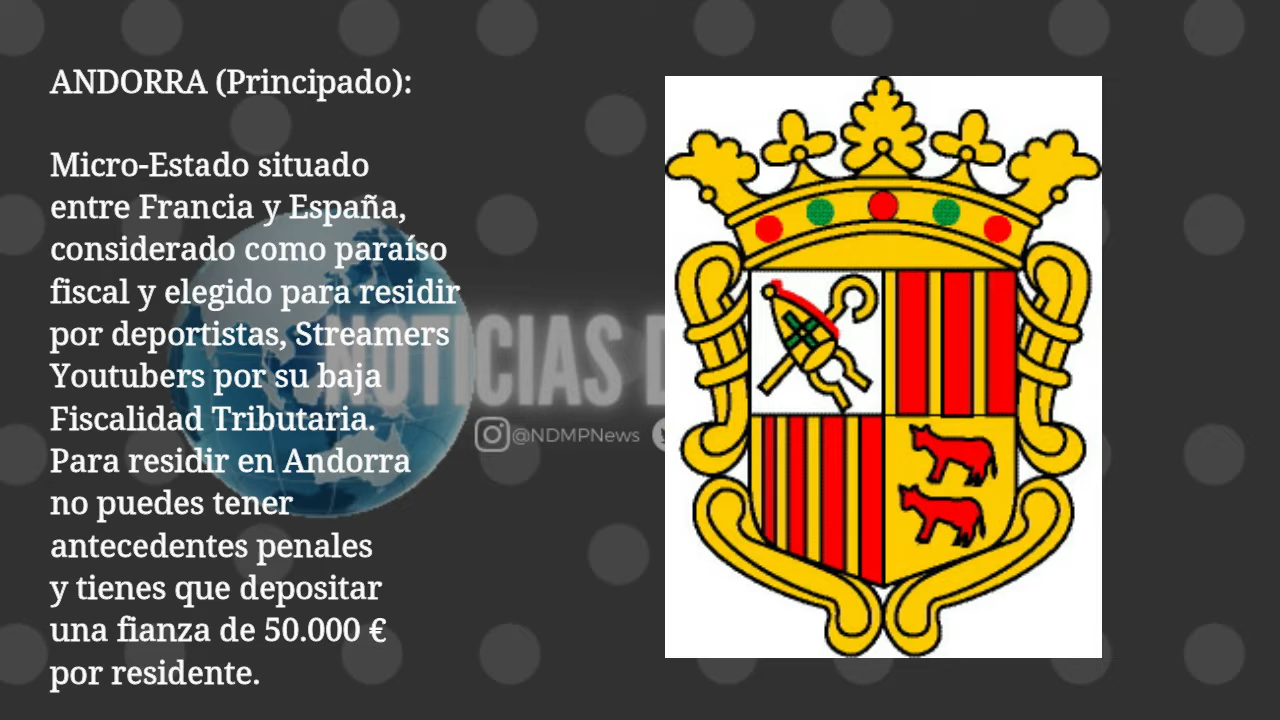 ANDORRA (Principado):
Micro-Estado situado
entre Francia y España,
considerado como paraíso
fiscal y elegido para residir
por deportistas, Streamers
Youtubers por su baja
Fiscalidad Tributaria.
Para residir en Andorra
no puedes tener
antecedentes penales
y tienes que depositar
una fianza de 50.000 €
por residente.
NOTICIAS D
@NDMPNews